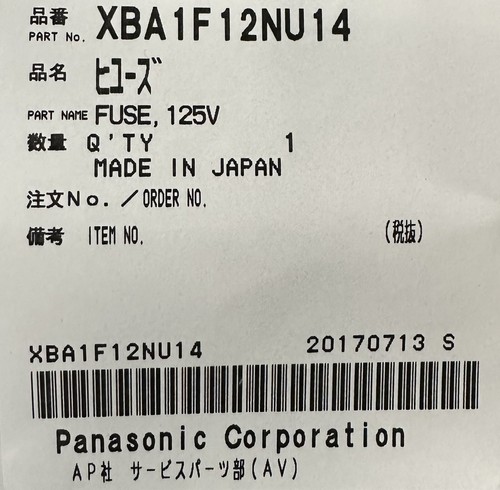 品番
PART No. XBA1F12NU14
品名 ヒューズ
PART NAME FUSE, 125V
数量 Q'TY 1
MADE IN JAPAN
注文No. / ORDER NO.
備考 ITEM NO. (税抜)
XBA1F12NU14 20170713 S
Panasonic Corporation
AP社 サービスパーツ部(AV)